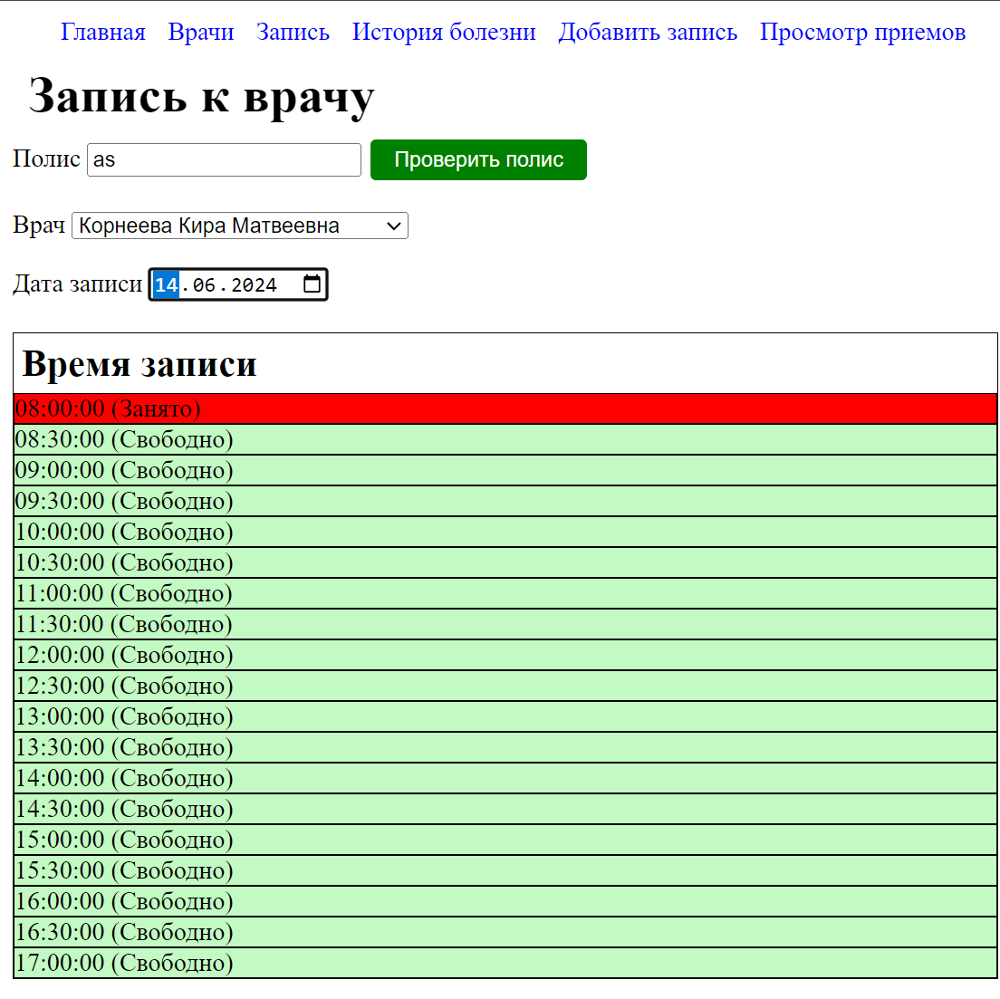 Главная Врачи Запись История болезни Добавить запись Просмотр приемов
Запись к врачу
Полис as Проверить полис
Врач Корнеева Кира Матвеевна
Дата записи 14.06.2024
Время записи
08:00:00 (Занято)
08:30:00 (Свободно)
09:00:00 (Свободно)
09:30:00 (Свободно)
10:00:00 (Свободно)
10:30:00 (Свободно)
11:00:00 (Свободно)
11:30:00 (Свободно)
12:00:00 (Свободно)
12:30:00 (Свободно)
13:00:00 (Свободно)
13:30:00 (Свободно)
14:00:00 (Свободно)
14:30:00 (Свободно)
15:00:00 (Свободно)
15:30:00 (Свободно)
16:00:00 (Свободно)
16:30:00 (Свободно)
17:00:00 (Свободно)